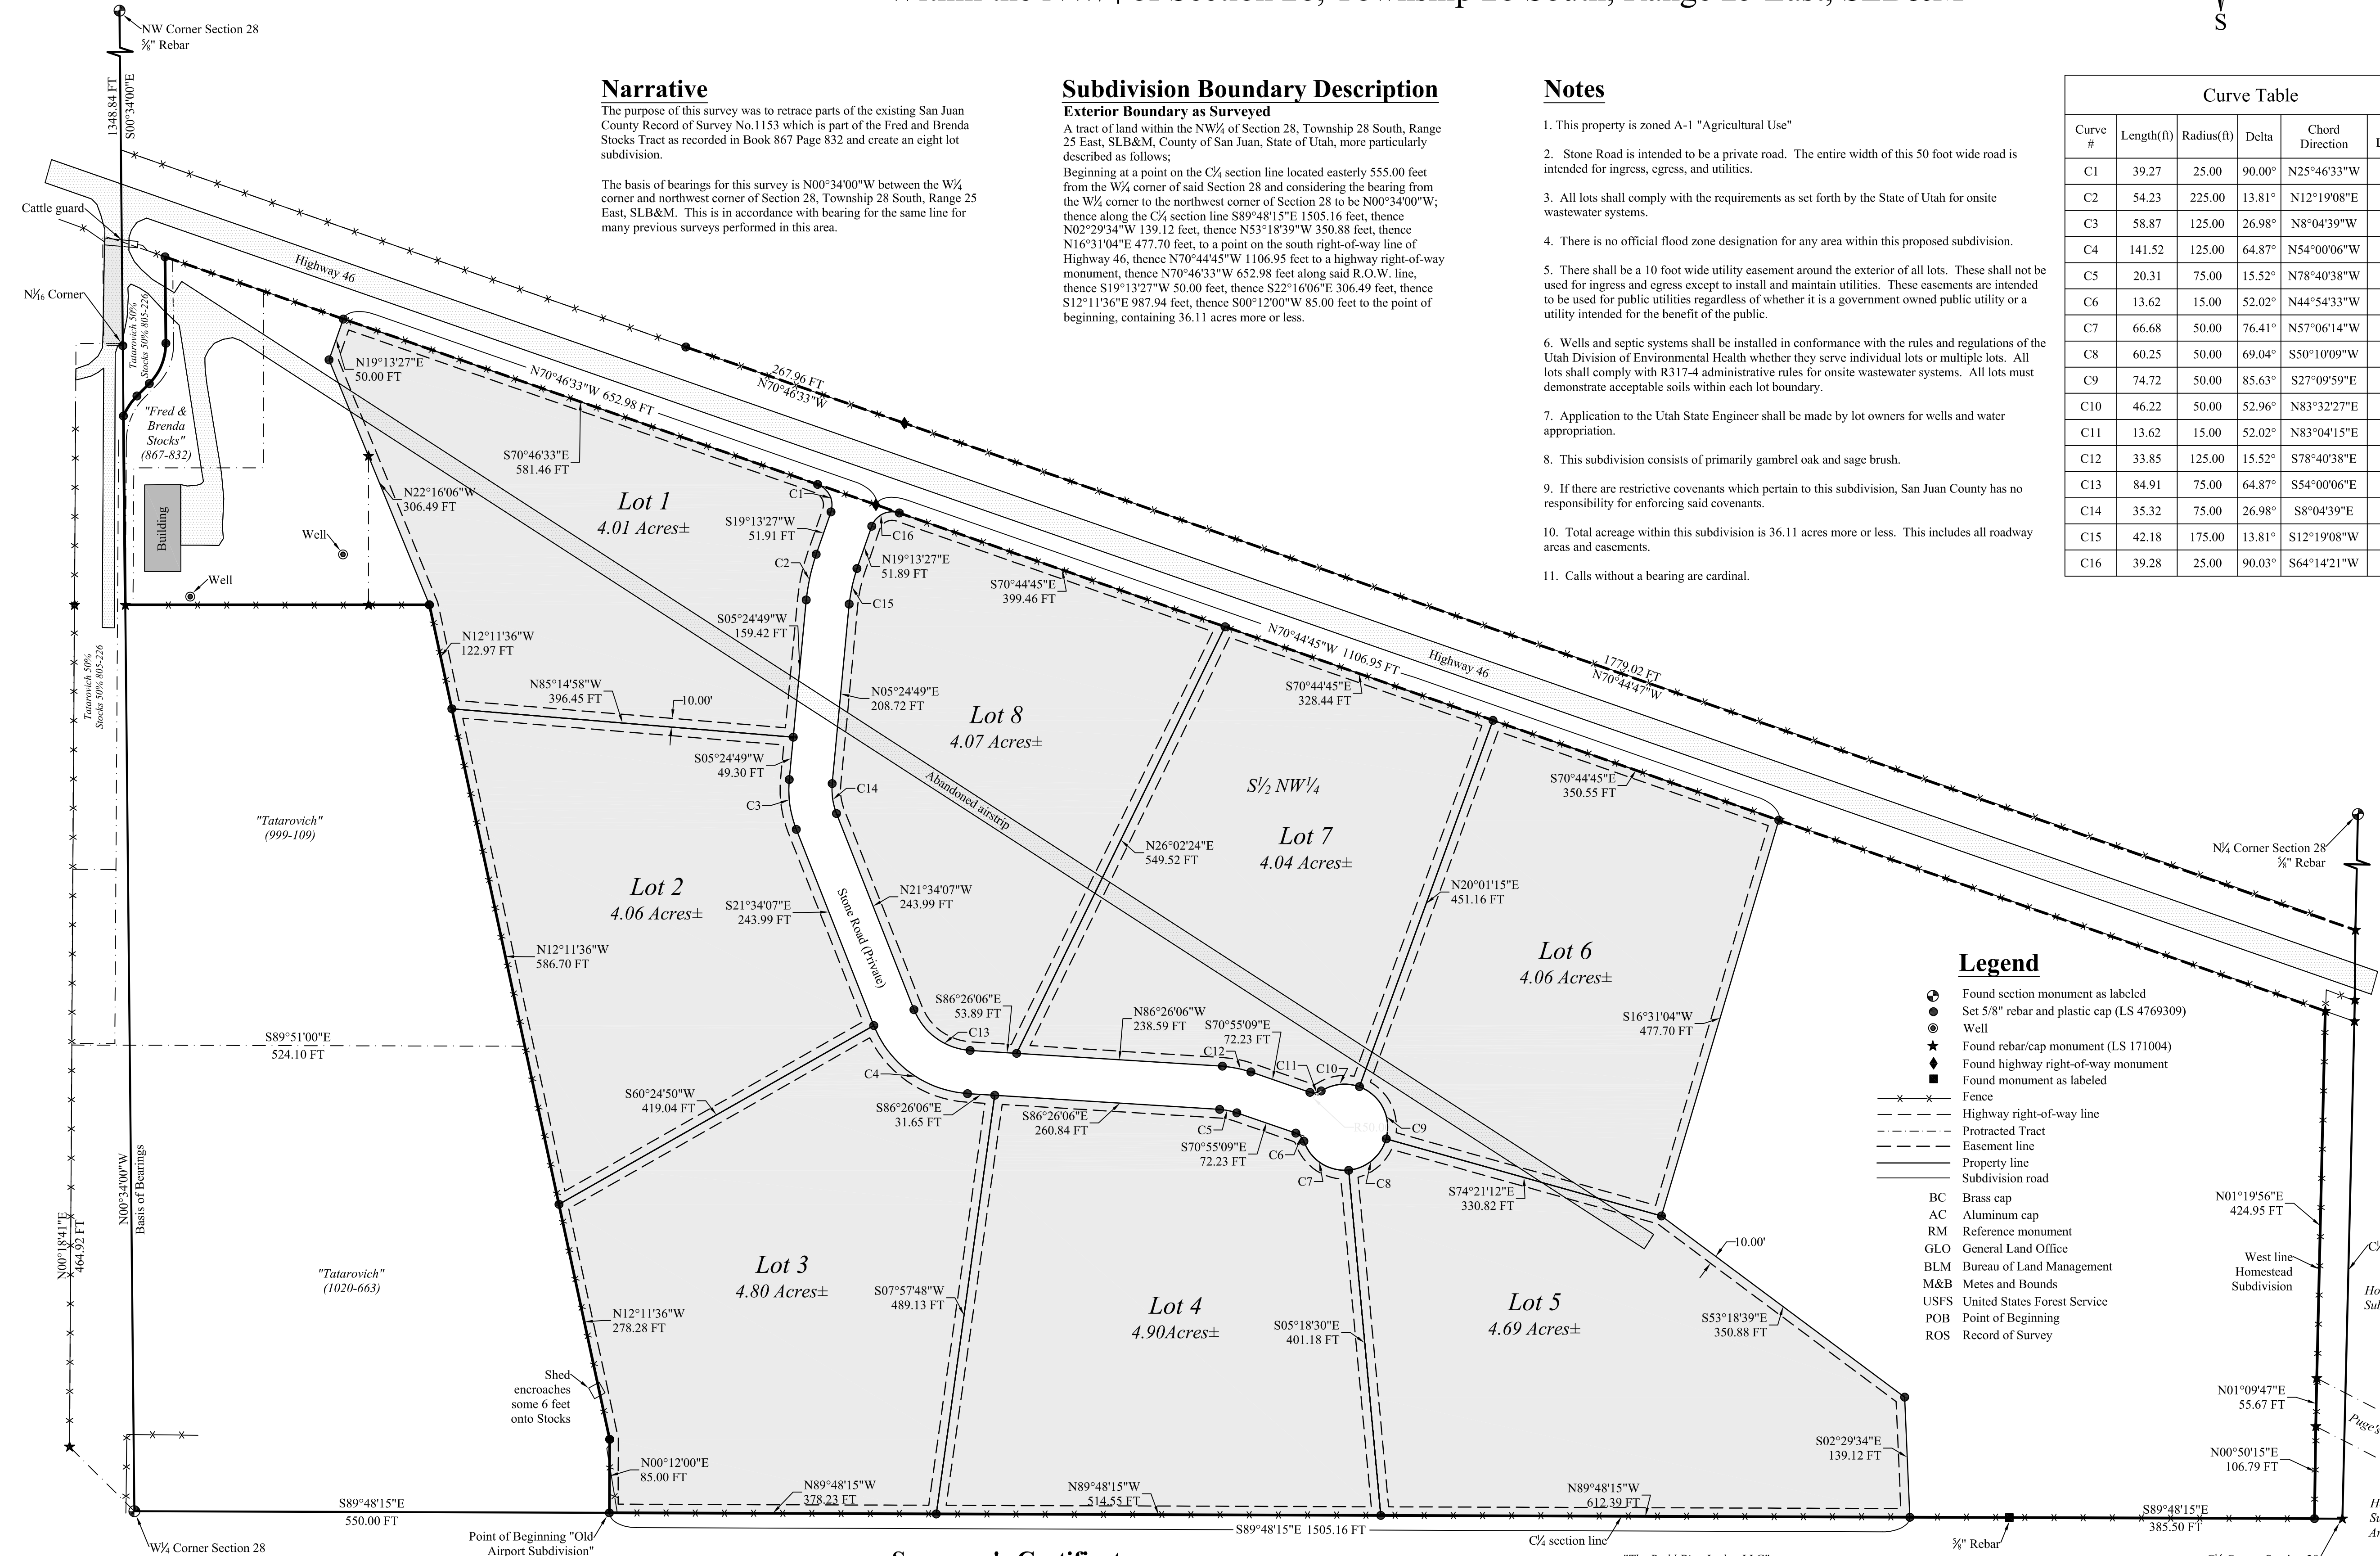 S
NW Corner Section 28
⅝" Rebar
1348.84 FT
S00°34'00"E
Narrative
The purpose of this survey was to retrace parts of the existing San Juan
County Record of Survey No.1153 which is part of the Fred and Brenda
Stocks Tract as recorded in Book 867 Page 832 and create an eight lot
subdivision.
The basis of bearings for this survey is N00°34'00"W between the W¼
corner and northwest corner of Section 28, Township 28 South, Range 25
East, SLB&M.  This is in accordance with bearing for the same line for
many previous surveys performed in this area.
Subdivision Boundary Description
Exterior Boundary as Surveyed
A tract of land within the NW¼ of Section 28, Township 28 South, Range
25 East, SLB&M, County of San Juan, State of Utah, more particularly
described as follows;
Beginning at a point on the C¼ section line located easterly 555.00 feet
from the W¼ corner of said Section 28 and considering the bearing from
the W¼ corner to the northwest corner of Section 28 to be N00°34'00"W;
thence along the C¼ section line S89°48'15"E 1505.16 feet, thence
N02°29'34"W 139.12 feet, thence N53°18'39"W 350.88 feet, thence
N16°31'04"E 477.70 feet, to a point on the south right-of-way line of
Highway 46, thence N70°44'45"W 1106.95 feet to a highway right-of-way
monument, thence N70°46'33"W 652.98 feet along said R.O.W. line,
thence S19°13'27"W 50.00 feet, thence S22°16'06"E 306.49 feet, thence
S12°11'36"E 987.94 feet, thence S00°12'00"W 85.00 feet to the point of
beginning, containing 36.11 acres more or less.
Notes
1. This property is zoned A-1 "Agricultural Use"
2.   Stone Road is intended to be a private road.  The entire width of this 50 foot wide road is
intended for ingress, egress, and utilities.
3.  All lots shall comply with the requirements as set forth by the State of Utah for onsite
wastewater systems.
4.  There is no official flood zone designation for any area within this proposed subdivision.
5.  There shall be a 10 foot wide utility easement around the exterior of all lots.  These shall not be
used for ingress and egress except to install and maintain utilities.  These easements are intended
to be used for public utilities regardless of whether it is a government owned public utility or a
utility intended for the benefit of the public.
6.  Wells and septic systems shall be installed in conformance with the rules and regulations of the
Utah Division of Environmental Health whether they serve individual lots or multiple lots.  All
lots shall comply with R317-4 administrative rules for onsite wastewater systems.  All lots must
demonstrate acceptable soils within each lot boundary.
7.  Application to the Utah State Engineer shall be made by lot owners for wells and water
appropriation.
8.  This subdivision consists of primarily gambrel oak and sage brush.
9.  If there are restrictive covenants which pertain to this subdivision, San Juan County has no
responsibility for enforcing said covenants.
10.  Total acreage within this subdivision is 36.11 acres more or less.  This includes all roadway
areas and easements.
11.  Calls without a bearing are cardinal.
Curve Table
Curve # Length(ft) Radius(ft) Delta Chord Direction
C1 39.27 25.00 90.00° N25°46'33"W
C2 54.23 225.00 13.81° N12°19'08"E
C3 58.87 125.00 26.98° N8°04'39"W
C4 141.52 125.00 64.87° N54°00'06"W
C5 20.31 75.00 15.52° N78°40'38"W
C6 13.62 15.00 52.02° N44°54'33"W
C7 66.68 50.00 76.41° N57°06'14"W
C8 60.25 50.00 69.04° S50°10'09"W
C9 74.72 50.00 85.63° S27°09'59"E
C10 46.22 50.00 52.96° N83°32'27"E
C11 13.62 15.00 52.02° N83°04'15"E
C12 33.85 125.00 15.52° S78°40'38"E
C13 84.91 75.00 64.87° S54°00'06"E
C14 35.32 75.00 26.98° S8°04'39"E
C15 42.18 175.00 13.81° S12°19'08"W
C16 39.28 25.00 90.03° S64°14'21"W
Cattle guard
N1/16 Corner
Highway 46
Tatarovich 50%
Stocks 50% 805-226
"Fred &
Brenda
Stocks"
(867-832)
Building
Well
Well
N19°13'27"E
50.00 FT
N70°46'33"W 652.98 FT
267.96 FT
N70°46'33"W
S70°46'33"E
581.46 FT
N22°16'06"W
306.49 FT
Lot 1
4.01 Acres±
C1
S19°13'27"W
51.91 FT
C2
C16
N19°13'27"E
51.89 FT
C15
S70°44'45"E
399.46 FT
N12°11'36"W
122.97 FT
S05°24'49"W
159.42 FT
N70°44'45"W 1106.95 FT
Highway 46
1779.02 FT
N70°44'47"W
Tatarovich 50%
Stocks 50% 805-226
N85°14'58"W
396.45 FT
10.00'
N05°24'49"E
208.72 FT
Lot 8
4.07 Acres±
S70°44'45"E
328.44 FT
S05°24'49"W
49.30 FT
C3
C14
Abandoned airstrip
S½ NW¼
S70°44'45"E
350.55 FT
"Tatarovich"
(999-109)
Lot 7
4.04 Acres±
N26°02'24"E
549.52 FT
N¼ Corner Section 28
⅝" Rebar
Lot 2
4.06 Acres±
S21°34'07"E
243.99 FT
Stone Road (Private)
N21°34'07"W
243.99 FT
N20°01'15"E
451.16 FT
N12°11'36"W
586.70 FT
Lot 6
4.06 Acres±
S86°26'06"E
53.89 FT
C13
N86°26'06"W
238.59 FT
S70°55'09"E
72.23 FT
C12
C11
C10
S16°31'04"W
477.70 FT
S89°51'00"E
524.10 FT
C4
S60°24'50"W
419.04 FT
S86°26'06"E
31.65 FT
S86°26'06"E
260.84 FT
C5
S70°55'09"E
72.23 FT
C6
C7
C8
C9
S74°21'12"E
330.82 FT
10.00'
Legend
Found section monument as labeled
Set 5/8" rebar and plastic cap (LS 4769309)
Well
Found rebar/cap monument (LS 171004)
Found highway right-of-way monument
Found monument as labeled
Fence
Highway right-of-way line
Protracted Tract
Easement line
Property line
Subdivision road
BC Brass cap
AC Aluminum cap
RM Reference monument
GLO General Land Office
BLM Bureau of Land Management
M&B Metes and Bounds
USFS United States Forest Service
POB Point of Beginning
ROS Record of Survey
N00°34'00"W
Basis of Bearings
N00°18'41"E
464.92 FT
"Tatarovich"
(1020-663)
Lot 3
4.80 Acres±
N12°11'36"W
278.28 FT
S07°57'48"W
489.13 FT
Lot 4
4.90Acres±
S05°18'30"E
401.18 FT
Lot 5
4.69 Acres±
S53°18'39"E
350.88 FT
N01°19'56"E
424.95 FT
West line
Homestead
Subdivision
Shed
encroaches
some 6 feet
onto Stocks
N01°09'47"E
55.67 FT
N00°50'15"E
106.79 FT
S02°29'34"E
139.12 FT
N00°12'00"E
85.00 FT
N89°48'15"W
378.23 FT
N89°48'15"W
514.55 FT
N89°48'15"W
612.39 FT
S89°48'15"E
550.00 FT
S89°48'15"E 1505.16 FT
S89°48'15"E
385.50 FT
W¼ Corner Section 28
Point of Beginning "Old
Airport Subdivision"
C¼ section line
⅝" Rebar